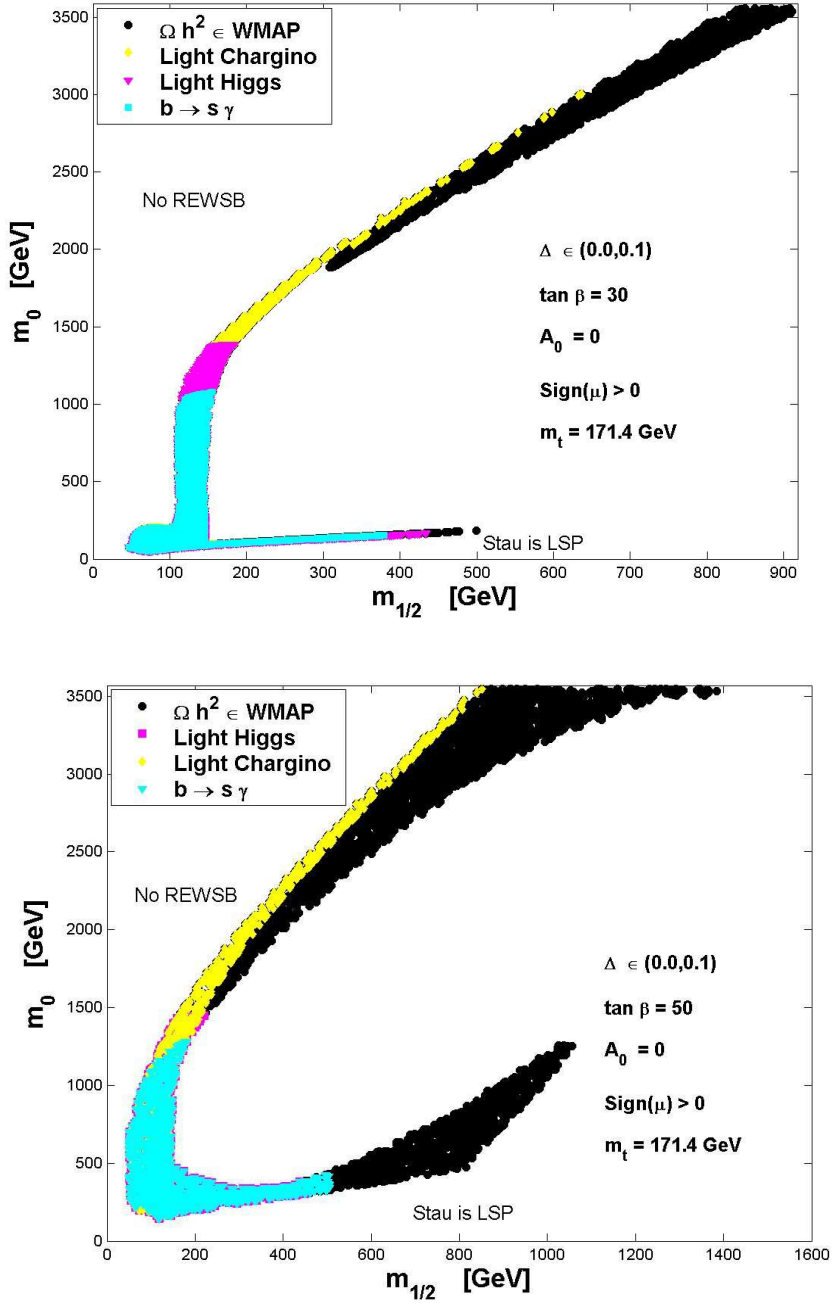 3500
3000
2500
2000
1500
1000
500
0
m₀ [GeV]
Ω h² ∈ WMAP
Light Chargino
Light Higgs
b → s γ
No REWSB
Δ ∈ (0.0,0.1)
tan β = 30
A₀ = 0
Sign(μ) > 0
mₜ = 171.4 GeV
Stau is LSP
0 100 200 300 400 500 600 700 800 900
m₁/₂ [GeV]
3500
3000
2500
2000
1500
1000
500
0
m₀ [GeV]
Ω h² ∈ WMAP
Light Higgs
Light Chargino
b → s γ
No REWSB
Δ ∈ (0.0,0.1)
tan β = 50
A₀ = 0
Sign(μ) > 0
mₜ = 171.4 GeV
Stau is LSP
0 200 400 600 800 1000 1200 1400 1600
m₁/₂ [GeV]